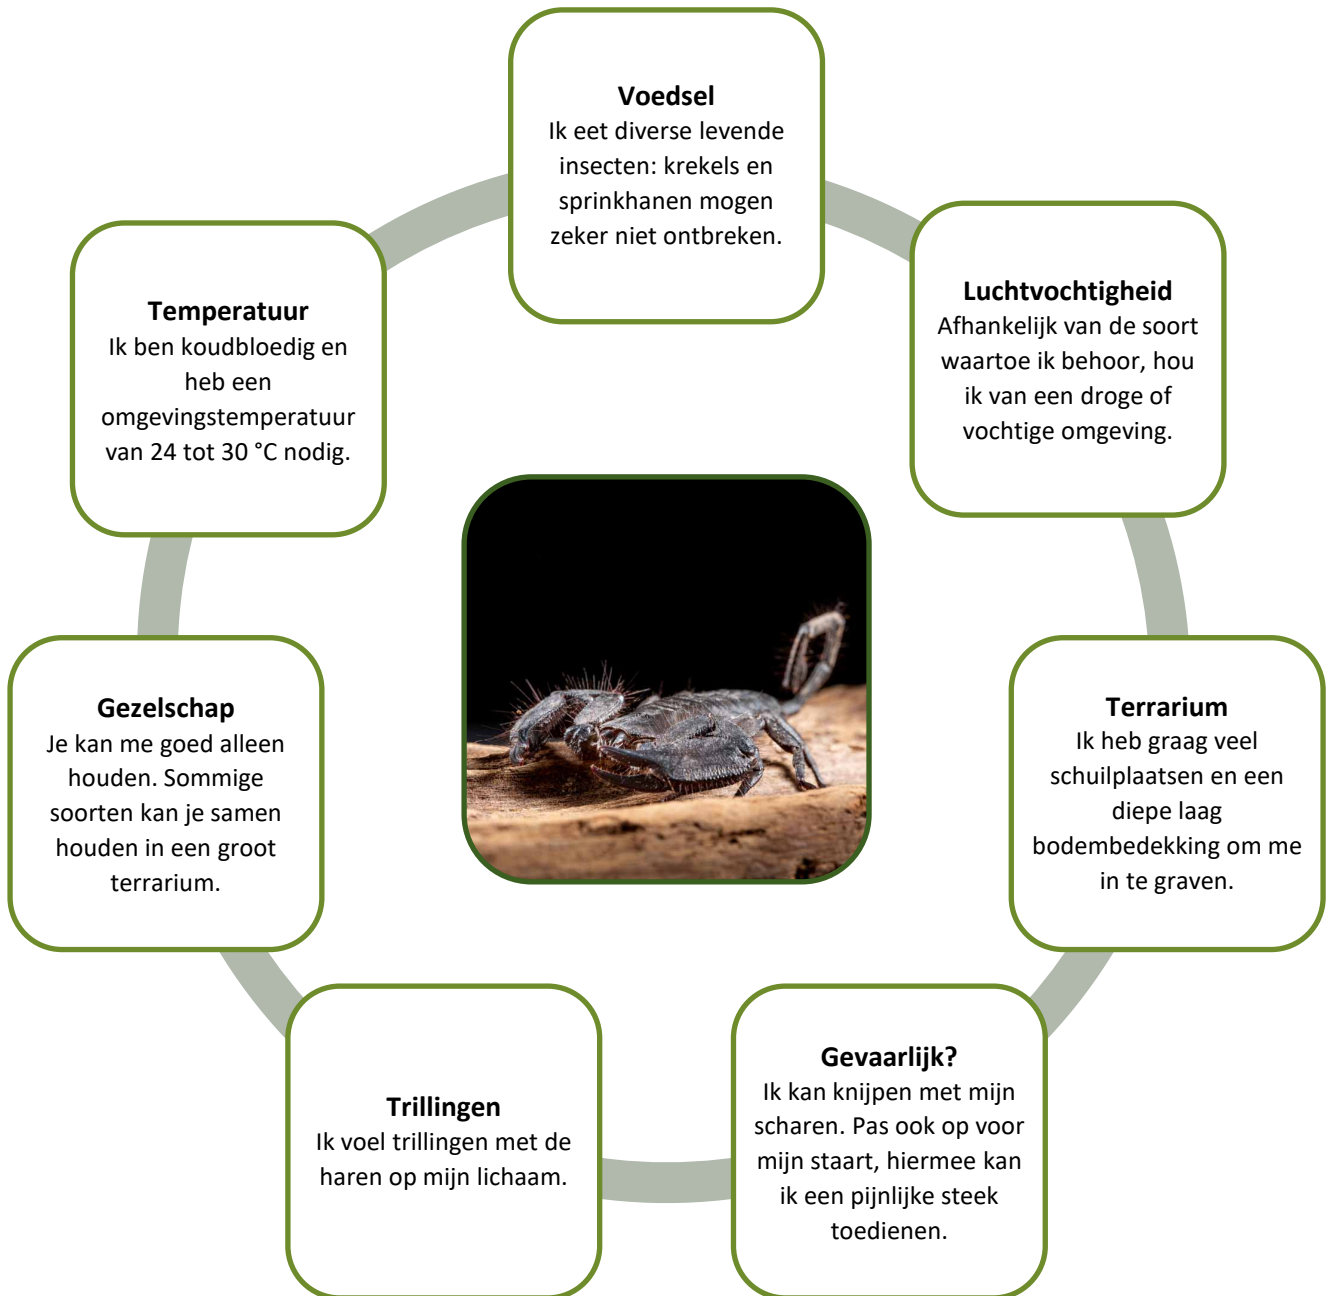 Voedsel
Ik eet diverse levende
insecten: krekels en
sprinkhanen mogen
zeker niet ontbreken.
Luchtvochtigheid
Afhankelijk van de soort
waartoe ik behoor, hou
ik van een droge of
vochtige omgeving.
Terrarium
Ik heb graag veel
schuilplaatsen en een
diepe laag
bodembedekking om me
in te graven.
Gevaarlijk?
Ik kan knijpen met mijn
scharen. Pas ook op voor
mijn staart, hiermee kan
ik een pijnlijke steek
toedienen.
Trillingen
Ik voel trillingen met de
haren op mijn lichaam.
Gezelschap
Je kan me goed alleen
houden. Sommige
soorten kan je samen
houden in een groot
terrarium.
Temperatuur
Ik ben koudbloedig en
heb een
omgevingstemperatuur
van 24 tot 30 °C nodig.